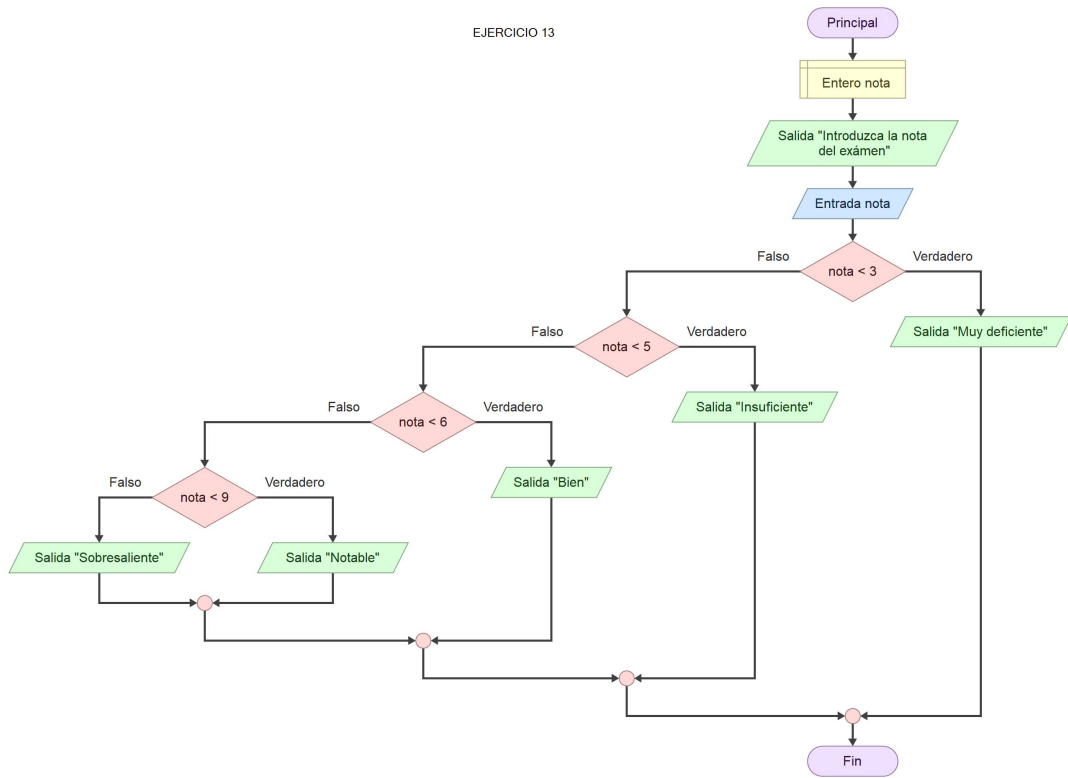 EJERCICIO 13
Principal
Entero nota
Salida "Introduzca la nota
del exámen"
Entrada nota
Falso
Verdadero
nota < 3
Falso
Verdadero
Salida "Muy deficiente"
nota < 5
Falso
Verdadero
Salida "Insuficiente"
nota < 6
Falso
Verdadero
Salida "Bien"
nota < 9
Salida "Sobresaliente"
Salida "Notable"
Fin